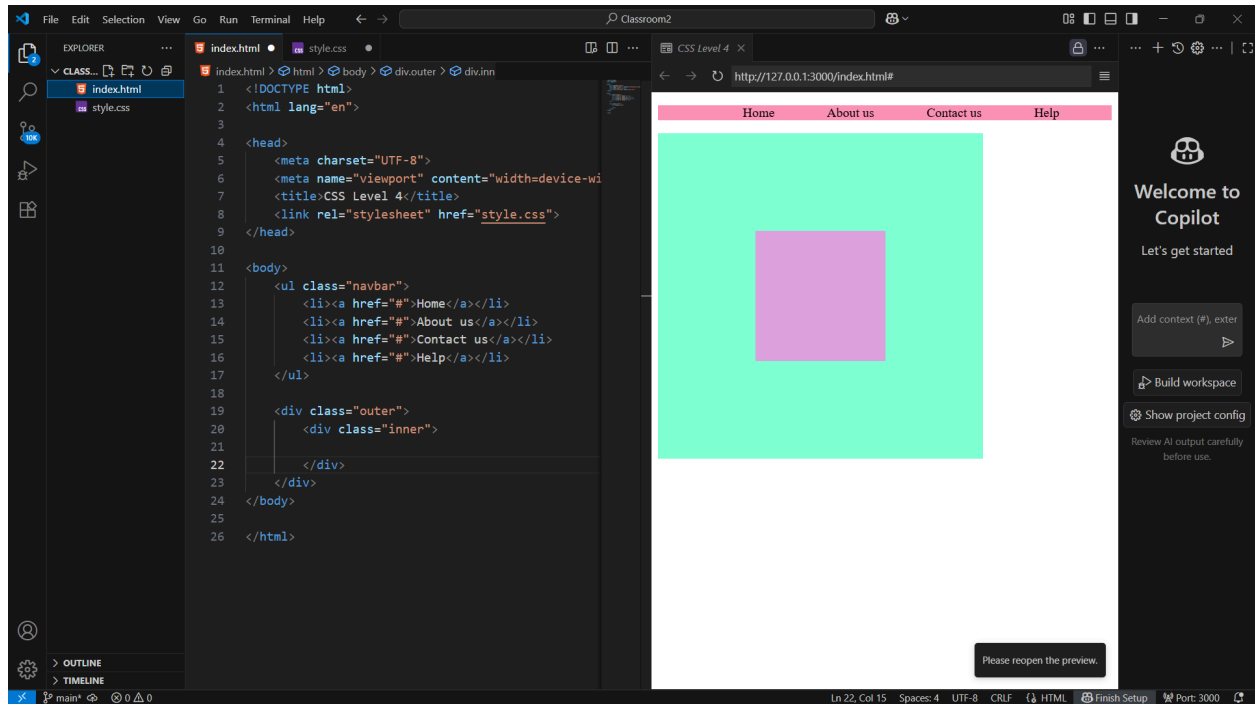 File Edit Selection View Go Run Terminal Help
Classroom2
EXPLORER
CLASS...
index.html
style.css
OUTLINE
TIMELINE
2
10K
index.html
style.css
index.html > html > body > div.outer > div.inn
1 <!DOCTYPE html>
2 <html lang="en">
3
4 <head>
5 <meta charset="UTF-8">
6 <meta name="viewport" content="width=device-wi
7 <title>CSS Level 4</title>
8 <link rel="stylesheet" href="style.css">
9 </head>
10
11 <body>
12 <ul class="navbar">
13 <li><a href="#">Home</a></li>
14 <li><a href="#">About us</a></li>
15 <li><a href="#">Contact us</a></li>
16 <li><a href="#">Help</a></li>
17 </ul>
18
19 <div class="outer">
20 <div class="inner">
21
22 </div>
23 </div>
24 </body>
25
26 </html>
CSS Level 4
http://127.0.0.1:3000/index.html#
Home About us Contact us Help
Please reopen the preview.
Welcome to
Copilot
Let's get started
Add context (#), exter
Build workspace
Show project config
Review AI output carefully
before use.
main* 0 0 Ln 22, Col 15 Spaces: 4 UTF-8 CRLF HTML Finish Setup Port: 3000